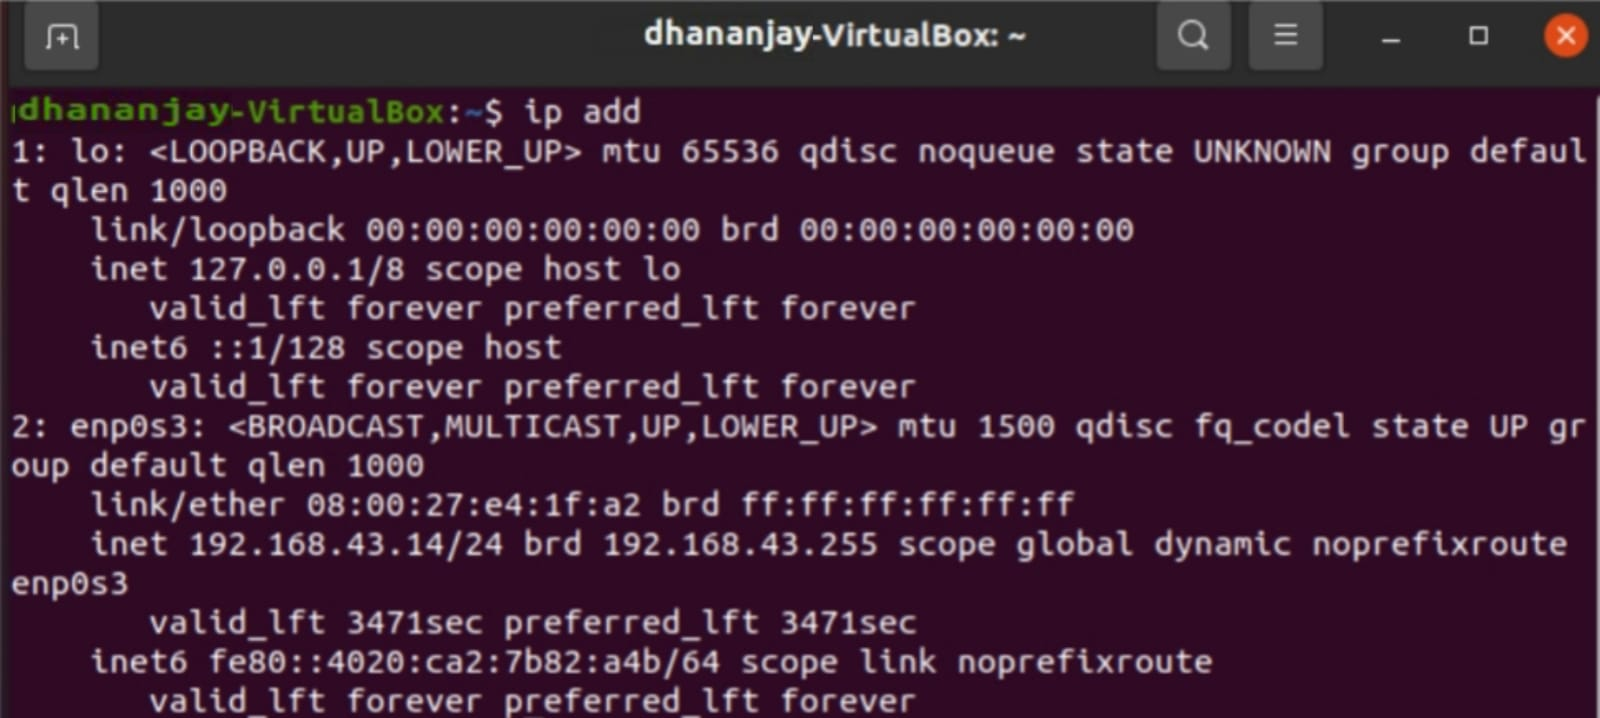 dhananjay-VirtualBox: ~
dhananjay-VirtualBox:~$ ip add
1: lo: <LOOPBACK,UP,LOWER_UP> mtu 65536 qdisc noqueue state UNKNOWN group defaul
t qlen 1000
    link/loopback 00:00:00:00:00:00 brd 00:00:00:00:00:00
    inet 127.0.0.1/8 scope host lo
       valid_lft forever preferred_lft forever
    inet6 ::1/128 scope host
       valid_lft forever preferred_lft forever
2: enp0s3: <BROADCAST,MULTICAST,UP,LOWER_UP> mtu 1500 qdisc fq_codel state UP gr
oup default qlen 1000
    link/ether 08:00:27:e4:1f:a2 brd ff:ff:ff:ff:ff:ff
    inet 192.168.43.14/24 brd 192.168.43.255 scope global dynamic noprefixroute
enp0s3
       valid_lft 3471sec preferred_lft 3471sec
    inet6 fe80::4020:ca2:7b82:a4b/64 scope link noprefixroute
       valid_lft forever preferred_lft forever